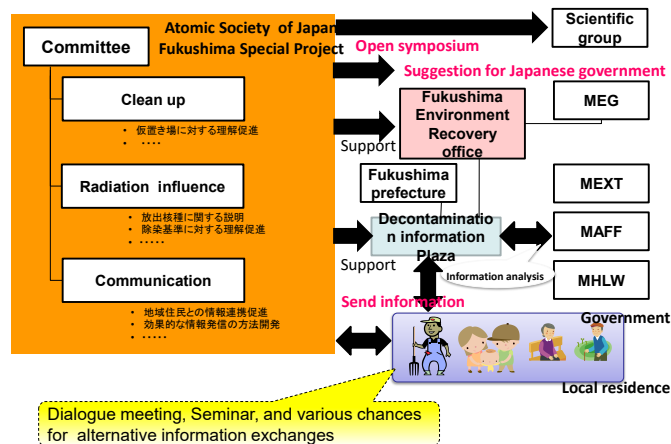 Committee
Atomic Society of Japan
Fukushima Special Project
Clean up
• 仮置き場に対する理解促進
• ････
Radiation influence
• 放出核種に関する説明
• 除染基準に対する理解促進
• ･････
Communication
• 地域住民との情報連携促進
• 効果的な情報発信の方法開発
• ･････
Open symposium
Scientific
group
Suggestion for Japanese government
Fukushima
Environment
Recovery
office
MEG
Support
Fukushima
prefecture
MEXT
Decontaminatio
n information
Plaza
MAFF
Support
Information analysis
MHLW
Send information
Government
Local residence
Dialogue meeting, Seminar, and various chances
for alternative information exchanges